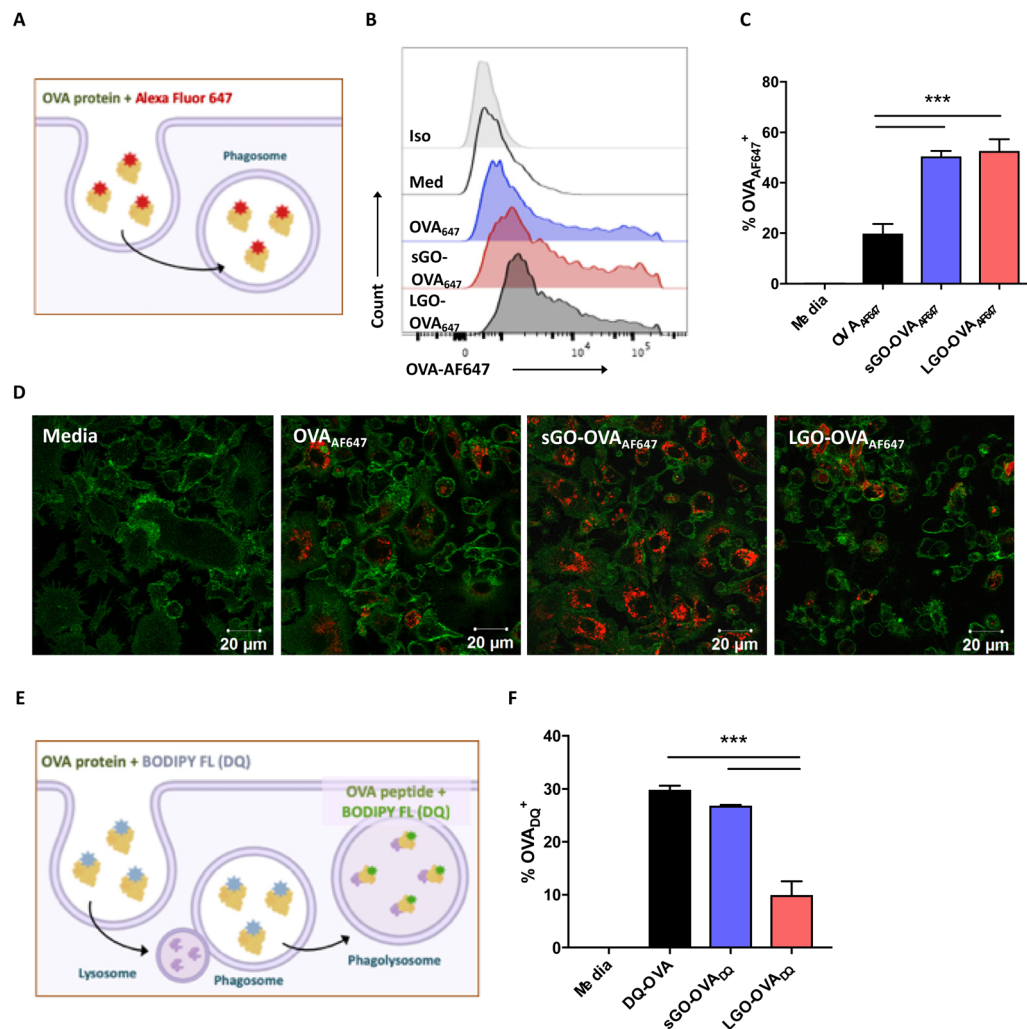 A
OVA protein + Alexa Fluor 647
Phagosome
B
Iso
Med
OVA647
sGO-
OVA647
LGO-
OVA647
Count
0
10^4
10^5
OVA-AF647
C
% OVAAF647+
80
60
40
20
0
***
Media
OVAAF647
sGO-OVAAF647
LGO-OVAAF647
D
Media
20 μm
OVAAF647
20 μm
sGO-OVAAF647
20 μm
LGO-OVAAF647
20 μm
E
OVA protein + BODIPY FL (DQ)
OVA peptide +
BODIPY FL (DQ)
Lysosome
Phagosome
Phagolysosome
F
% OVADQ+
40
30
20
10
0
***
Media
DQ-OVA
sGO-OVADQ
LGO-OVADQ